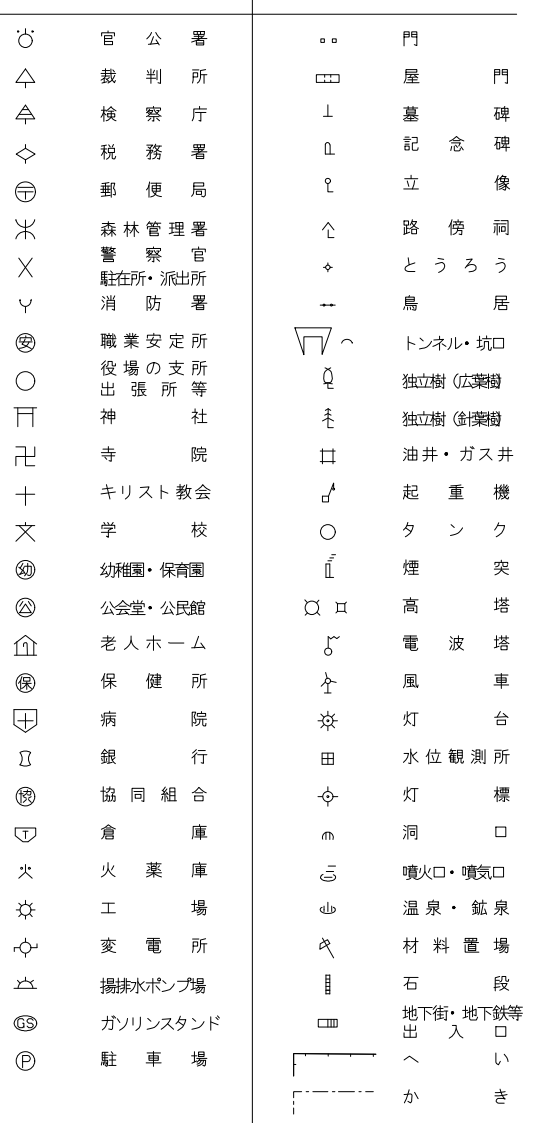 官公署
裁判所
検察庁
税務署
郵便局
森林管理署
警察官
駐在所・派出所
消防署
安 職業安定所
役場の支所
出張所等
神社
寺院
キリスト教会
文 学校
幼 幼稚園・保育園
公 公会堂・公民館
老人ホーム
保 保健所
病院
銀行
協 協同組合
T 倉庫
火薬庫
工場
変電所
揚排水ポンプ場
GS ガソリンスタンド
P 駐車場
門
屋門
墓碑
記念碑
立像
路傍祠
とうろう
鳥居
トンネル・坑口
独立樹（広葉樹）
独立樹（針葉樹）
油井・ガス井
起重機
タンク
煙突
高塔
電波塔
風車
灯台
水位観測所
灯標
洞口
噴火口・噴気口
温泉・鉱泉
材料置場
石段
地下街・地下鉄等
出入口
へい
かき